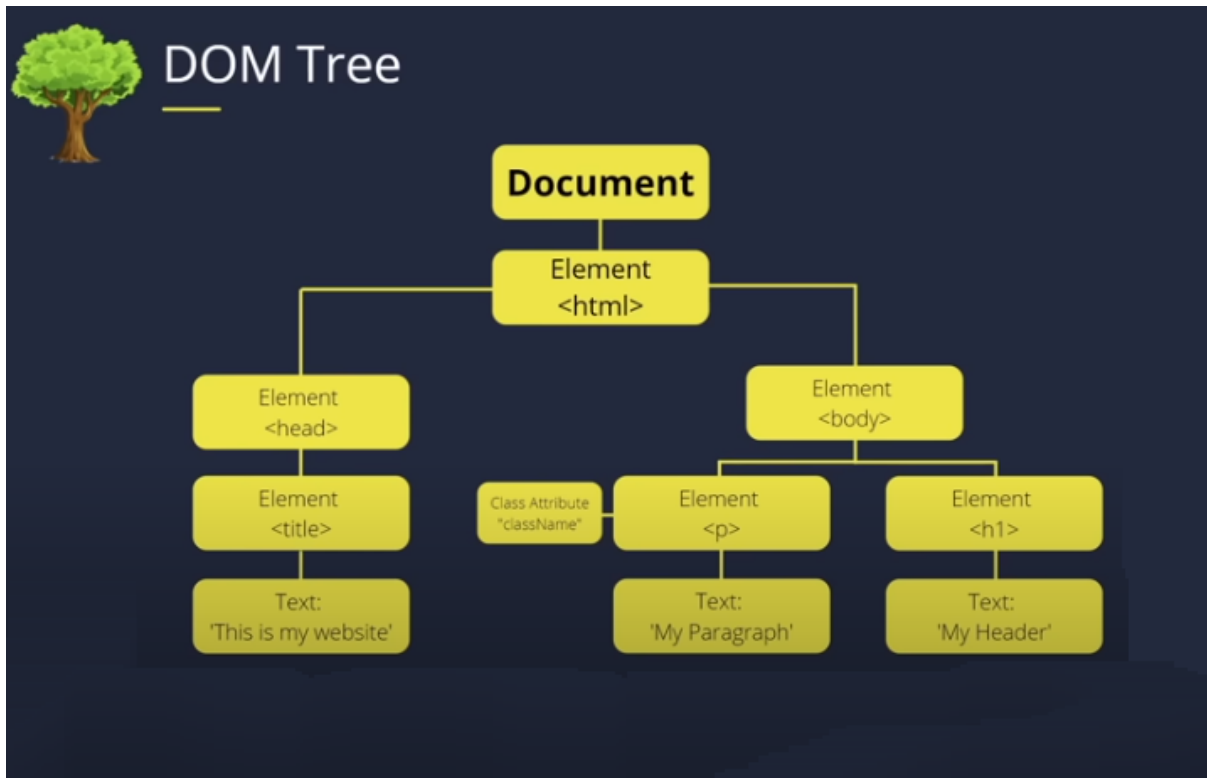 DOM Tree
Document
Element
<html>
Element
<head>
Element
<body>
Element
<title>
Class Attribute
"className"
Element
<p>
Element
<h1>
Text:
'This is my website'
Text:
'My Paragraph'
Text:
'My Header'